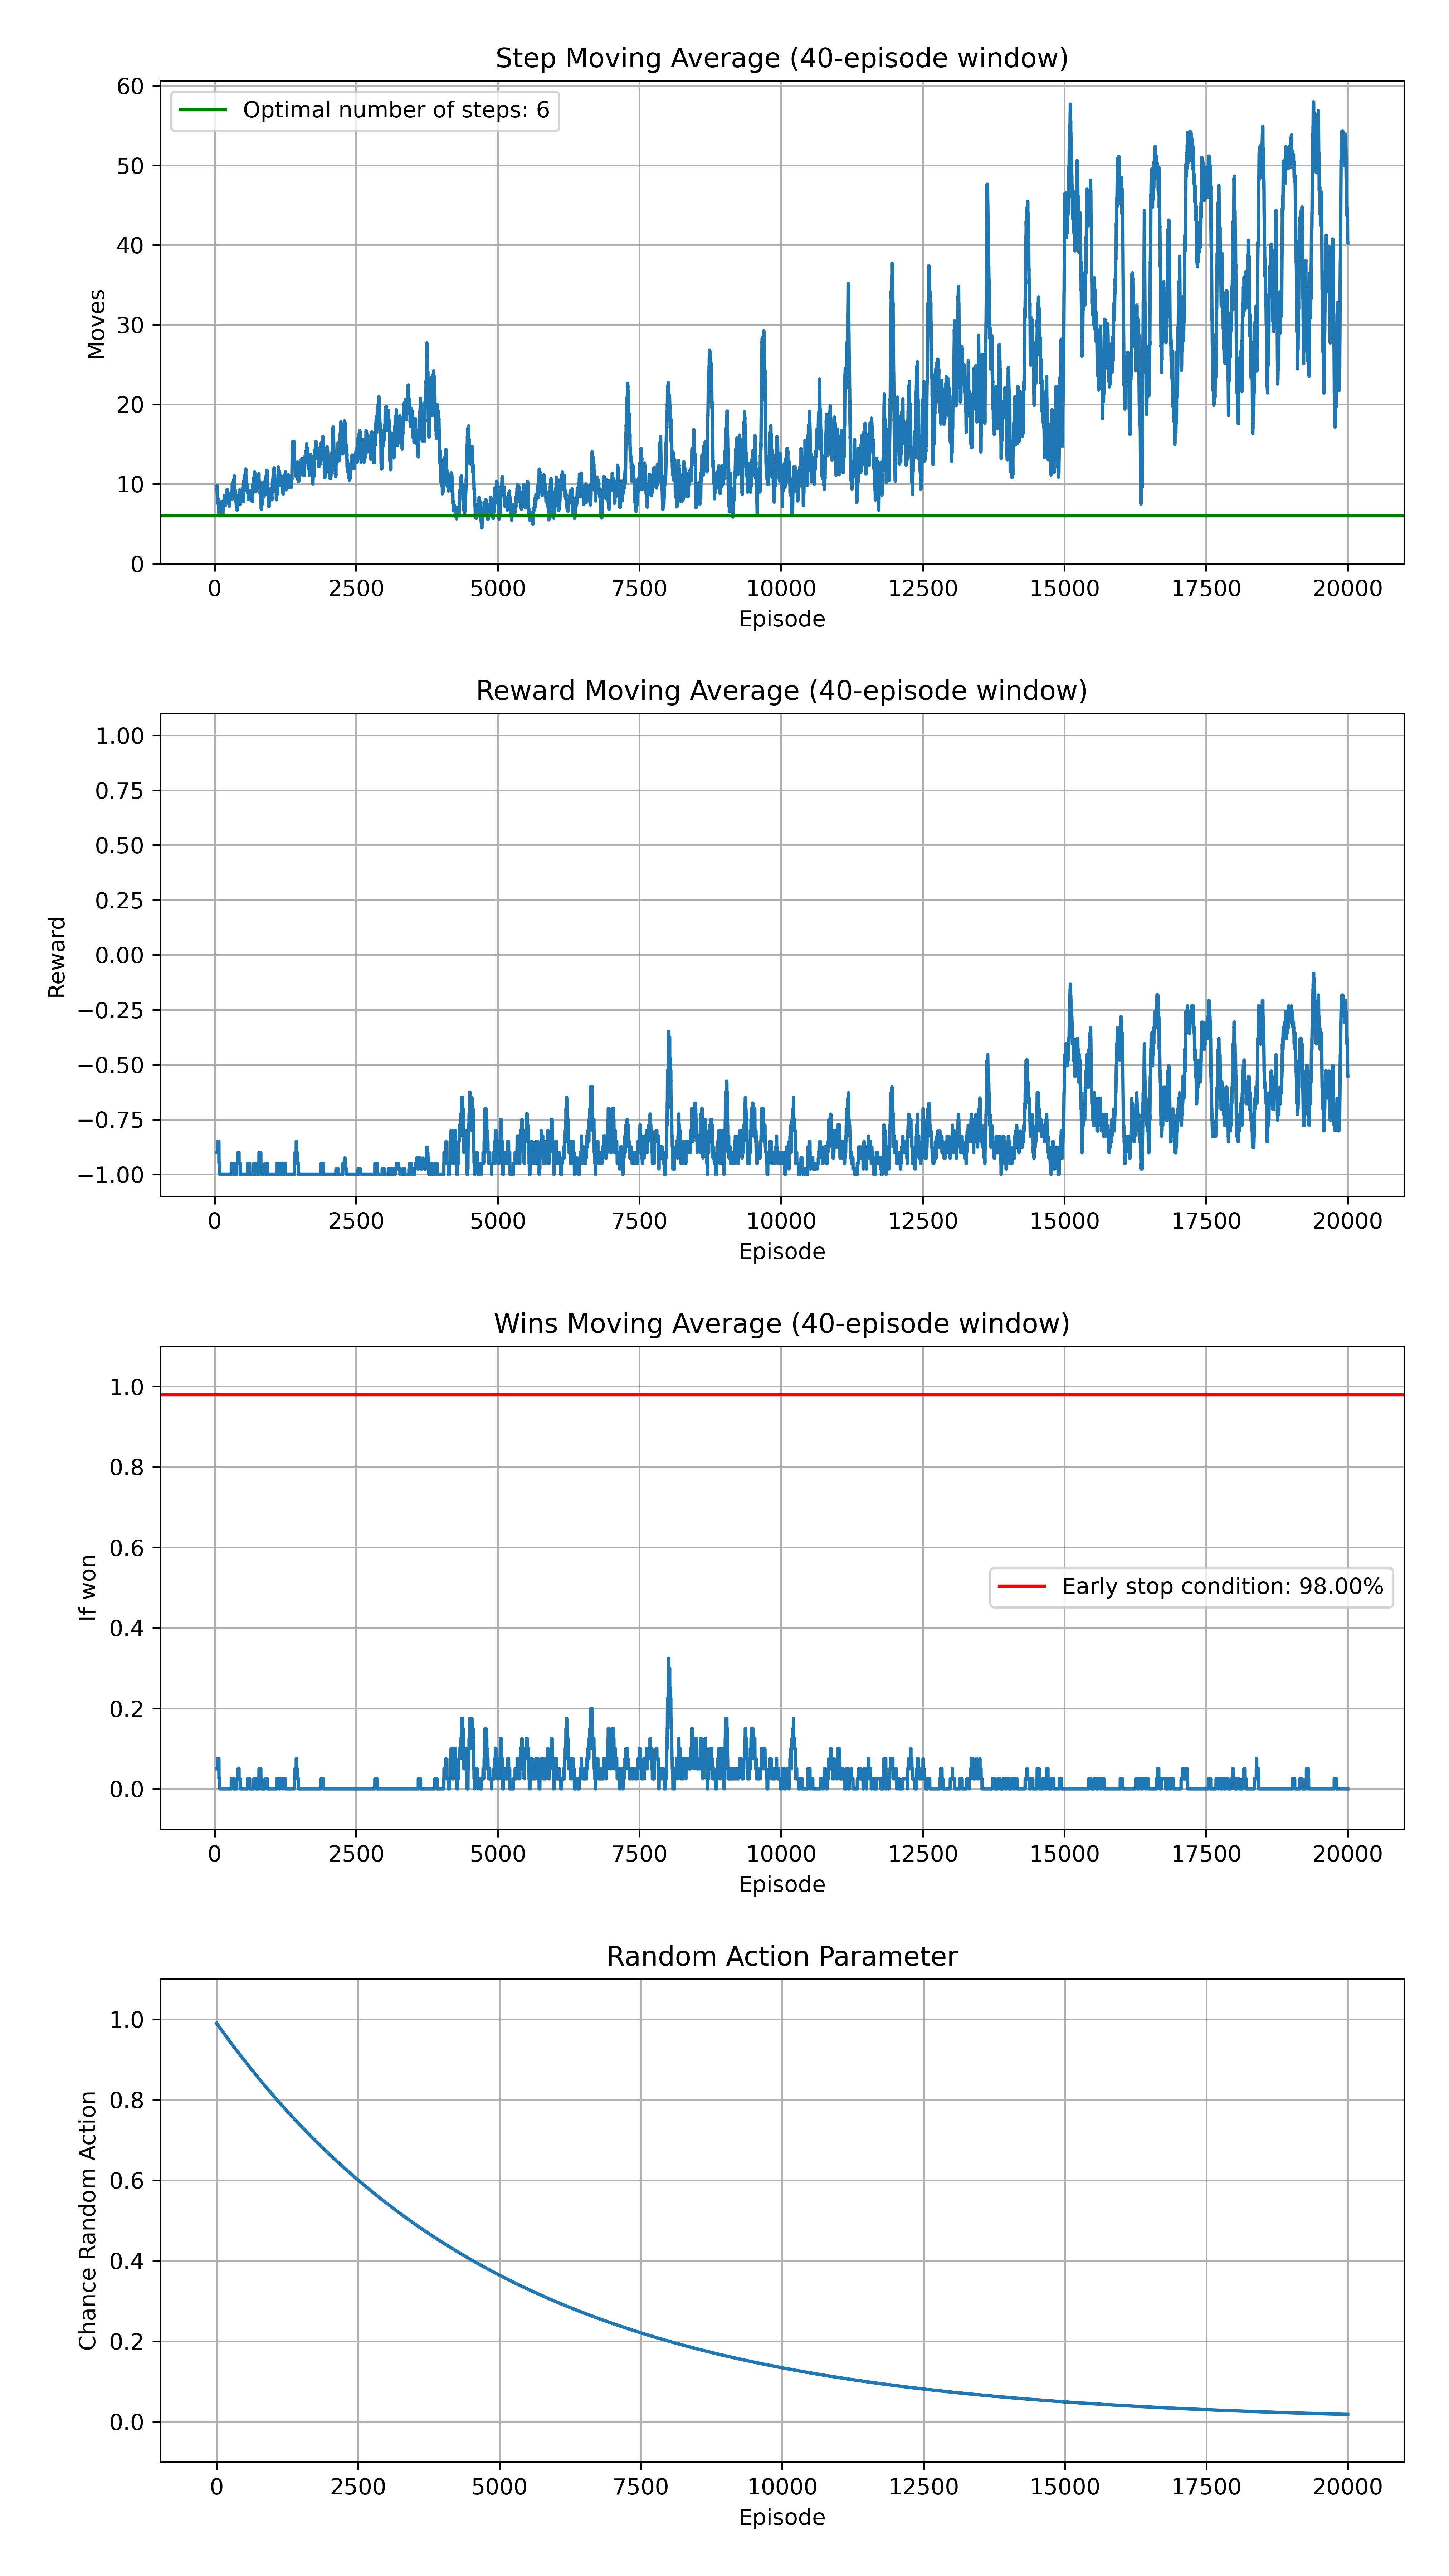 Step Moving Average (40-episode window)
60
50
40
30
20
10
0
Moves
Optimal number of steps: 6
0 2500 5000 7500 10000 12500 15000 17500 20000
Episode
Reward Moving Average (40-episode window)
1.00
0.75
0.50
0.25
0.00
−0.25
−0.50
−0.75
−1.00
Reward
0 2500 5000 7500 10000 12500 15000 17500 20000
Episode
Wins Moving Average (40-episode window)
1.0
0.8
0.6
0.4
0.2
0.0
If won
Early stop condition: 98.00%
0 2500 5000 7500 10000 12500 15000 17500 20000
Episode
Random Action Parameter
1.0
0.8
0.6
0.4
0.2
0.0
Chance Random Action
0 2500 5000 7500 10000 12500 15000 17500 20000
Episode